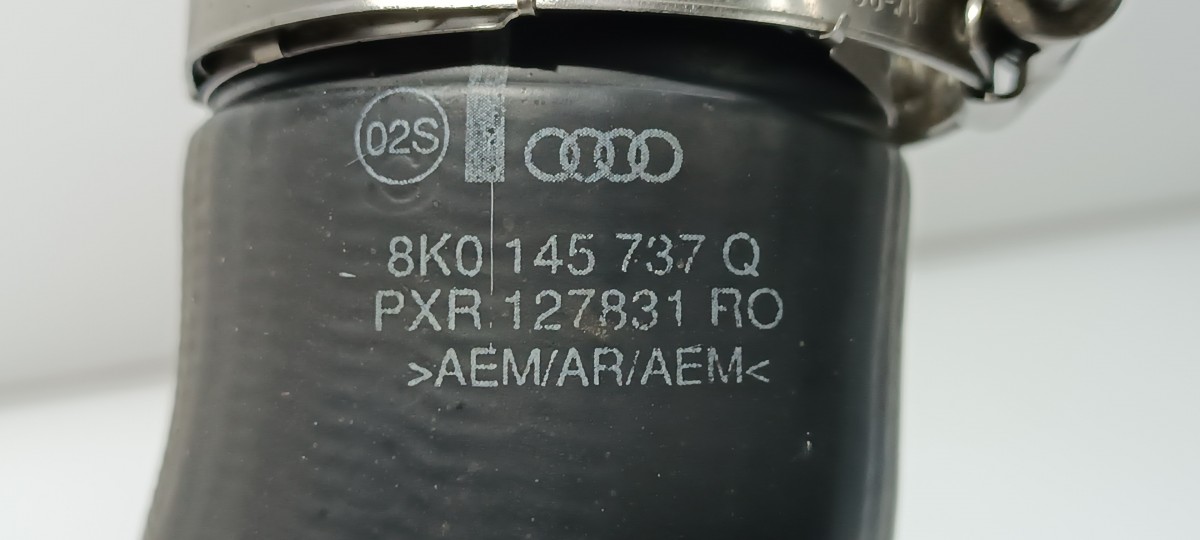 02S
8K0 145 737 Q
PXR 127831 RO
>AEM/AR/AEM<